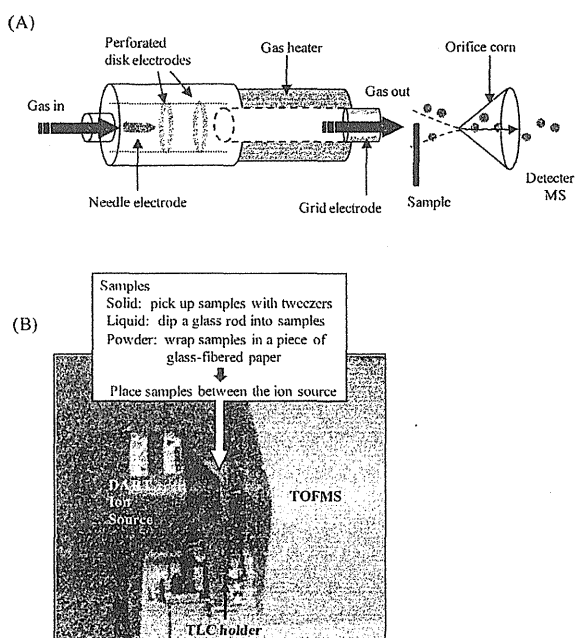 (A)
Perforated
disk electrodes
Gas heater
Orifice corn
Gas in
Gas out
Needle electrode
Grid electrode
Sample
Detecter
MS
(B)
Samples
Solid: pick up samples with tweezers
Liquid: dip a glass rod into samples
Powder: wrap samples in a piece of
glass-fibered paper
Place samples between the ion source
DART
Ion
Source
TOFMS
TLC holder